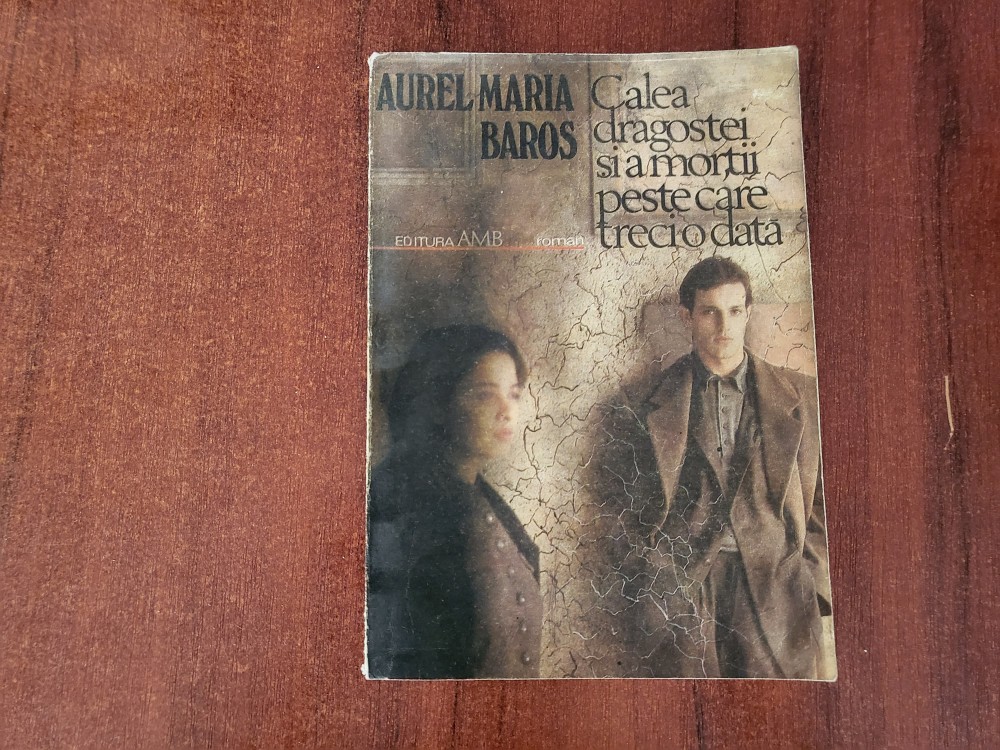 AUREL MARIA
BAROS
Calea
dragostei
si a morții
peste care
treci o dată
EDITURA AMB roman